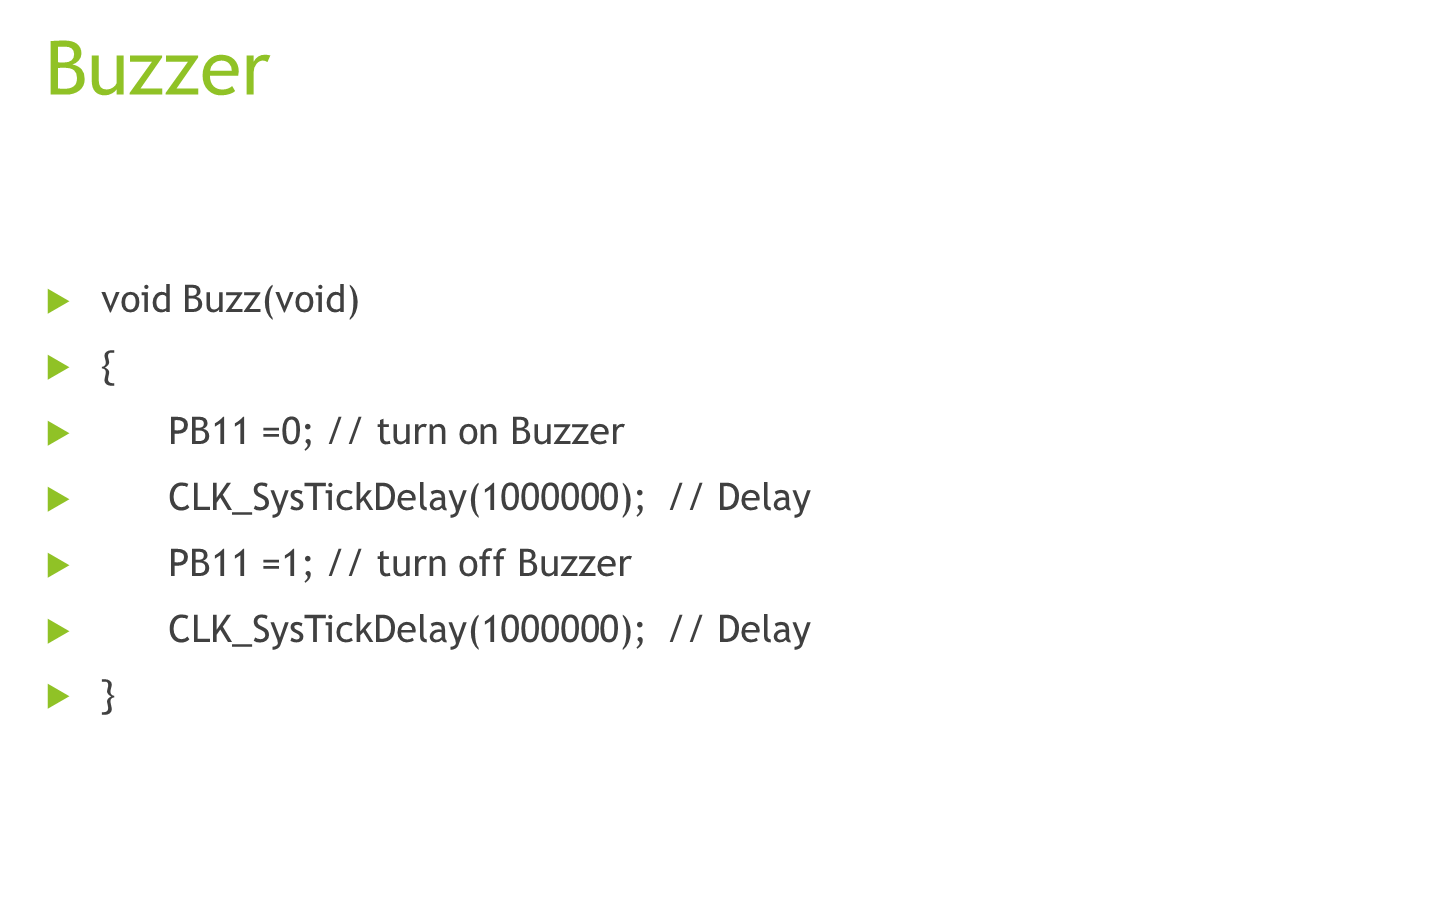 Buzzer
void Buzz(void)
{
PB11 =0; // turn on Buzzer
CLK_SysTickDelay(1000000);  // Delay
PB11 =1; // turn off Buzzer
CLK_SysTickDelay(1000000);  // Delay
}